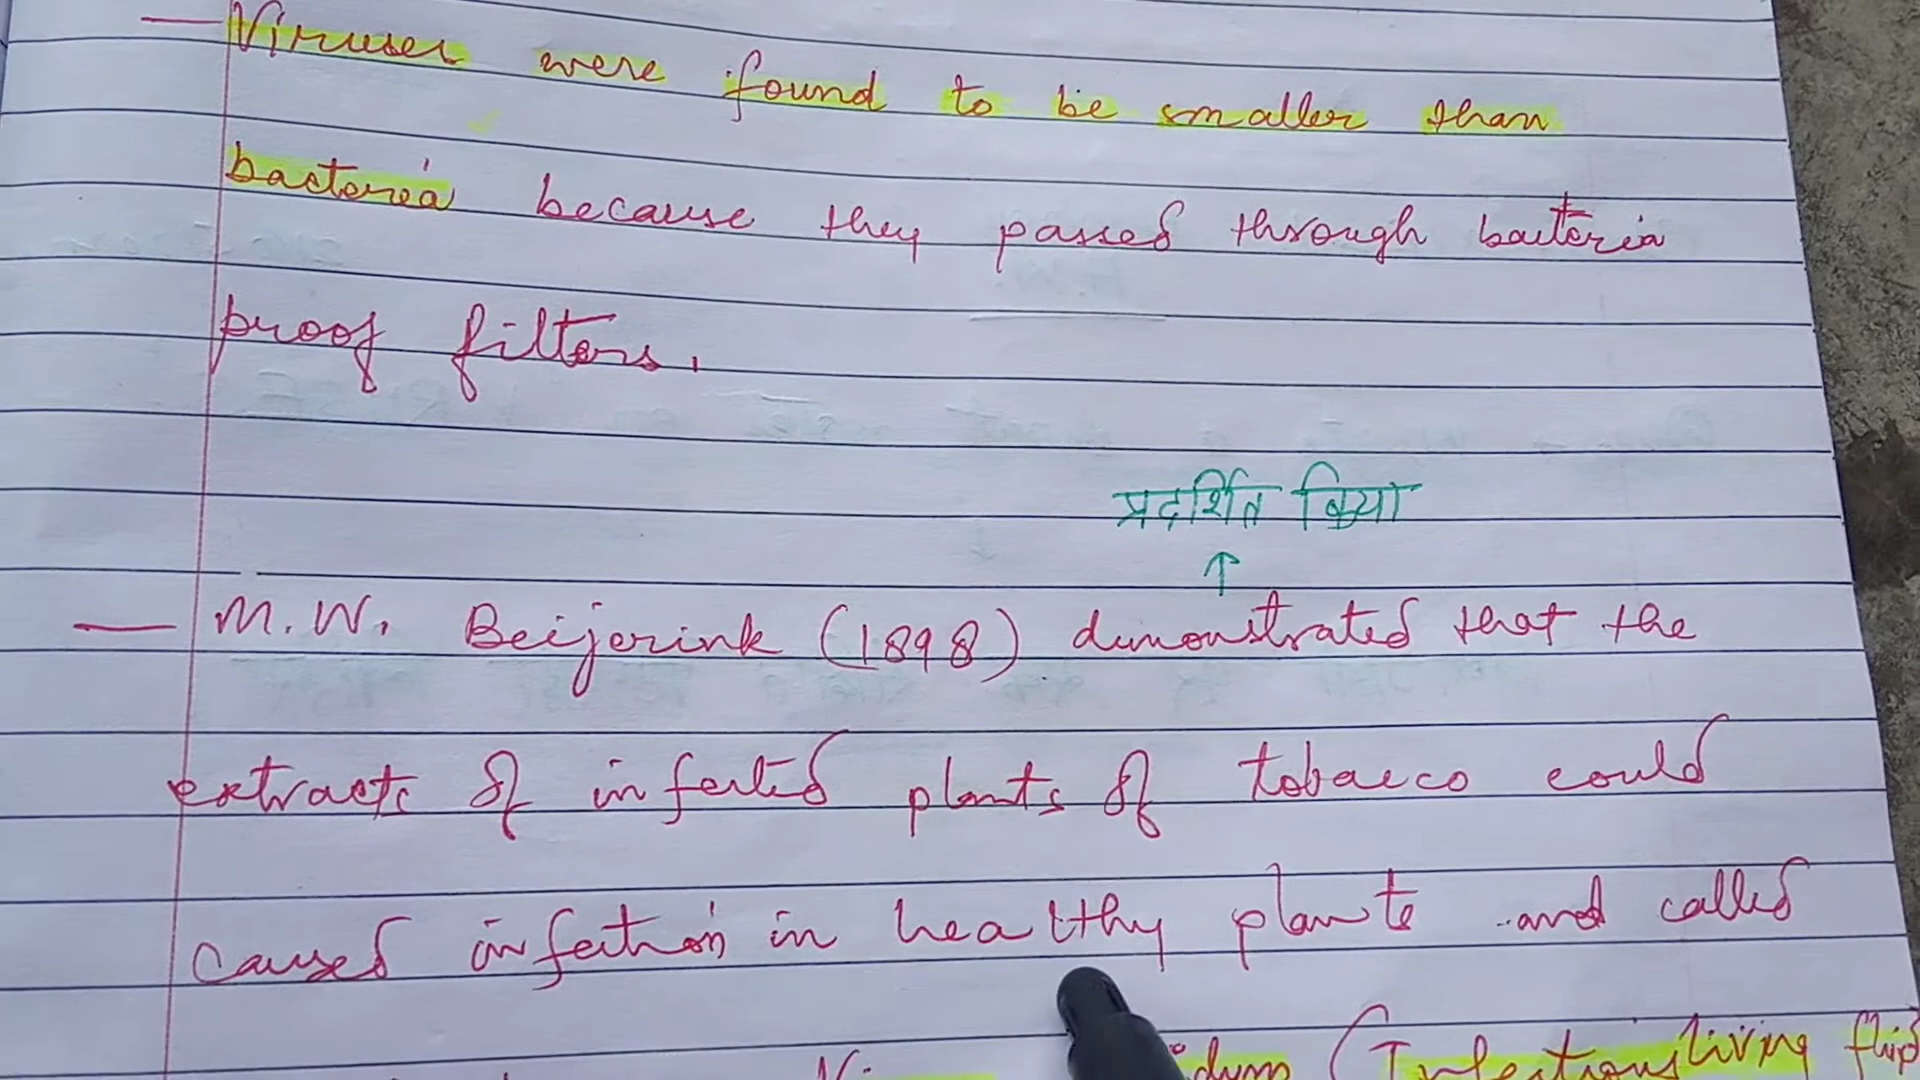 — Viruses were found to be smaller than
bacteria because they passed through bacteria
proof filters.
प्रदर्शित किया
↑
— M.W. Beijerink (1898) demonstrated that the
extracts of infected plants of tobacco could
caused infection in healthy plants and called
(Infectious living fluid